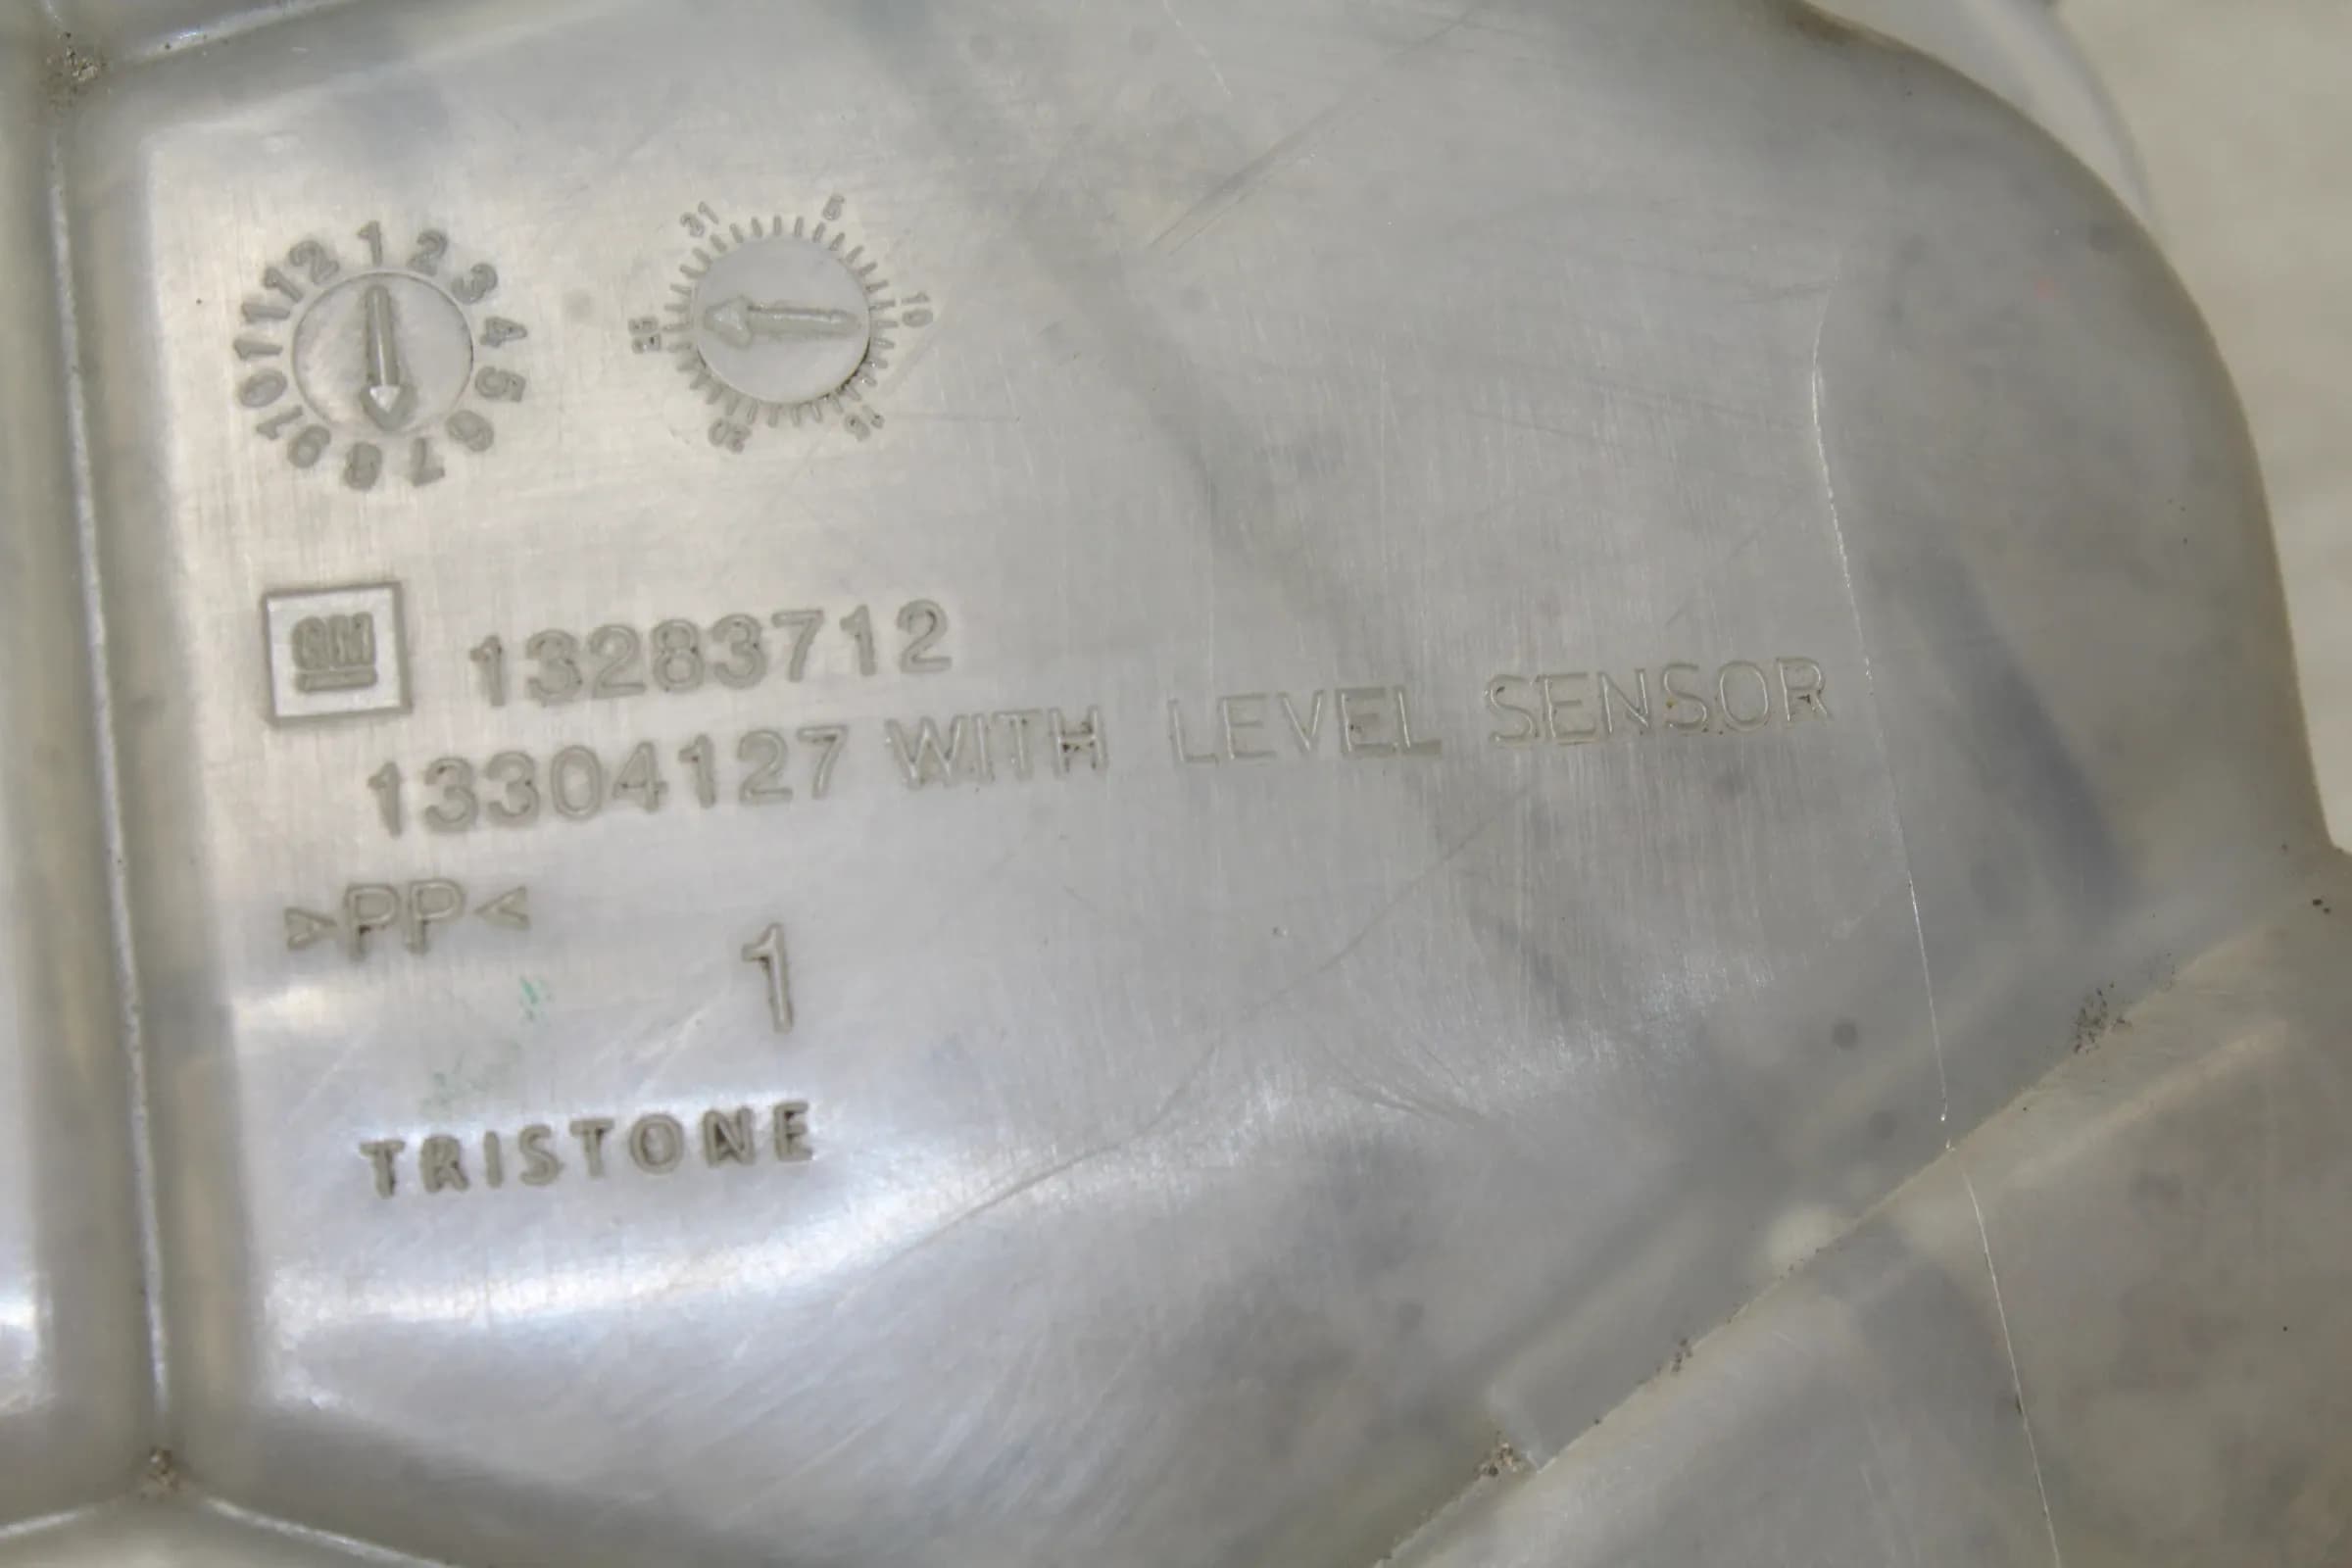 1 2 3 4 5 6 7 8 9 10 11 12
31 5 10 15 20 25
GM 13283712
13304127 WITH LEVEL SENSOR
>PP<
1
TRISTONE